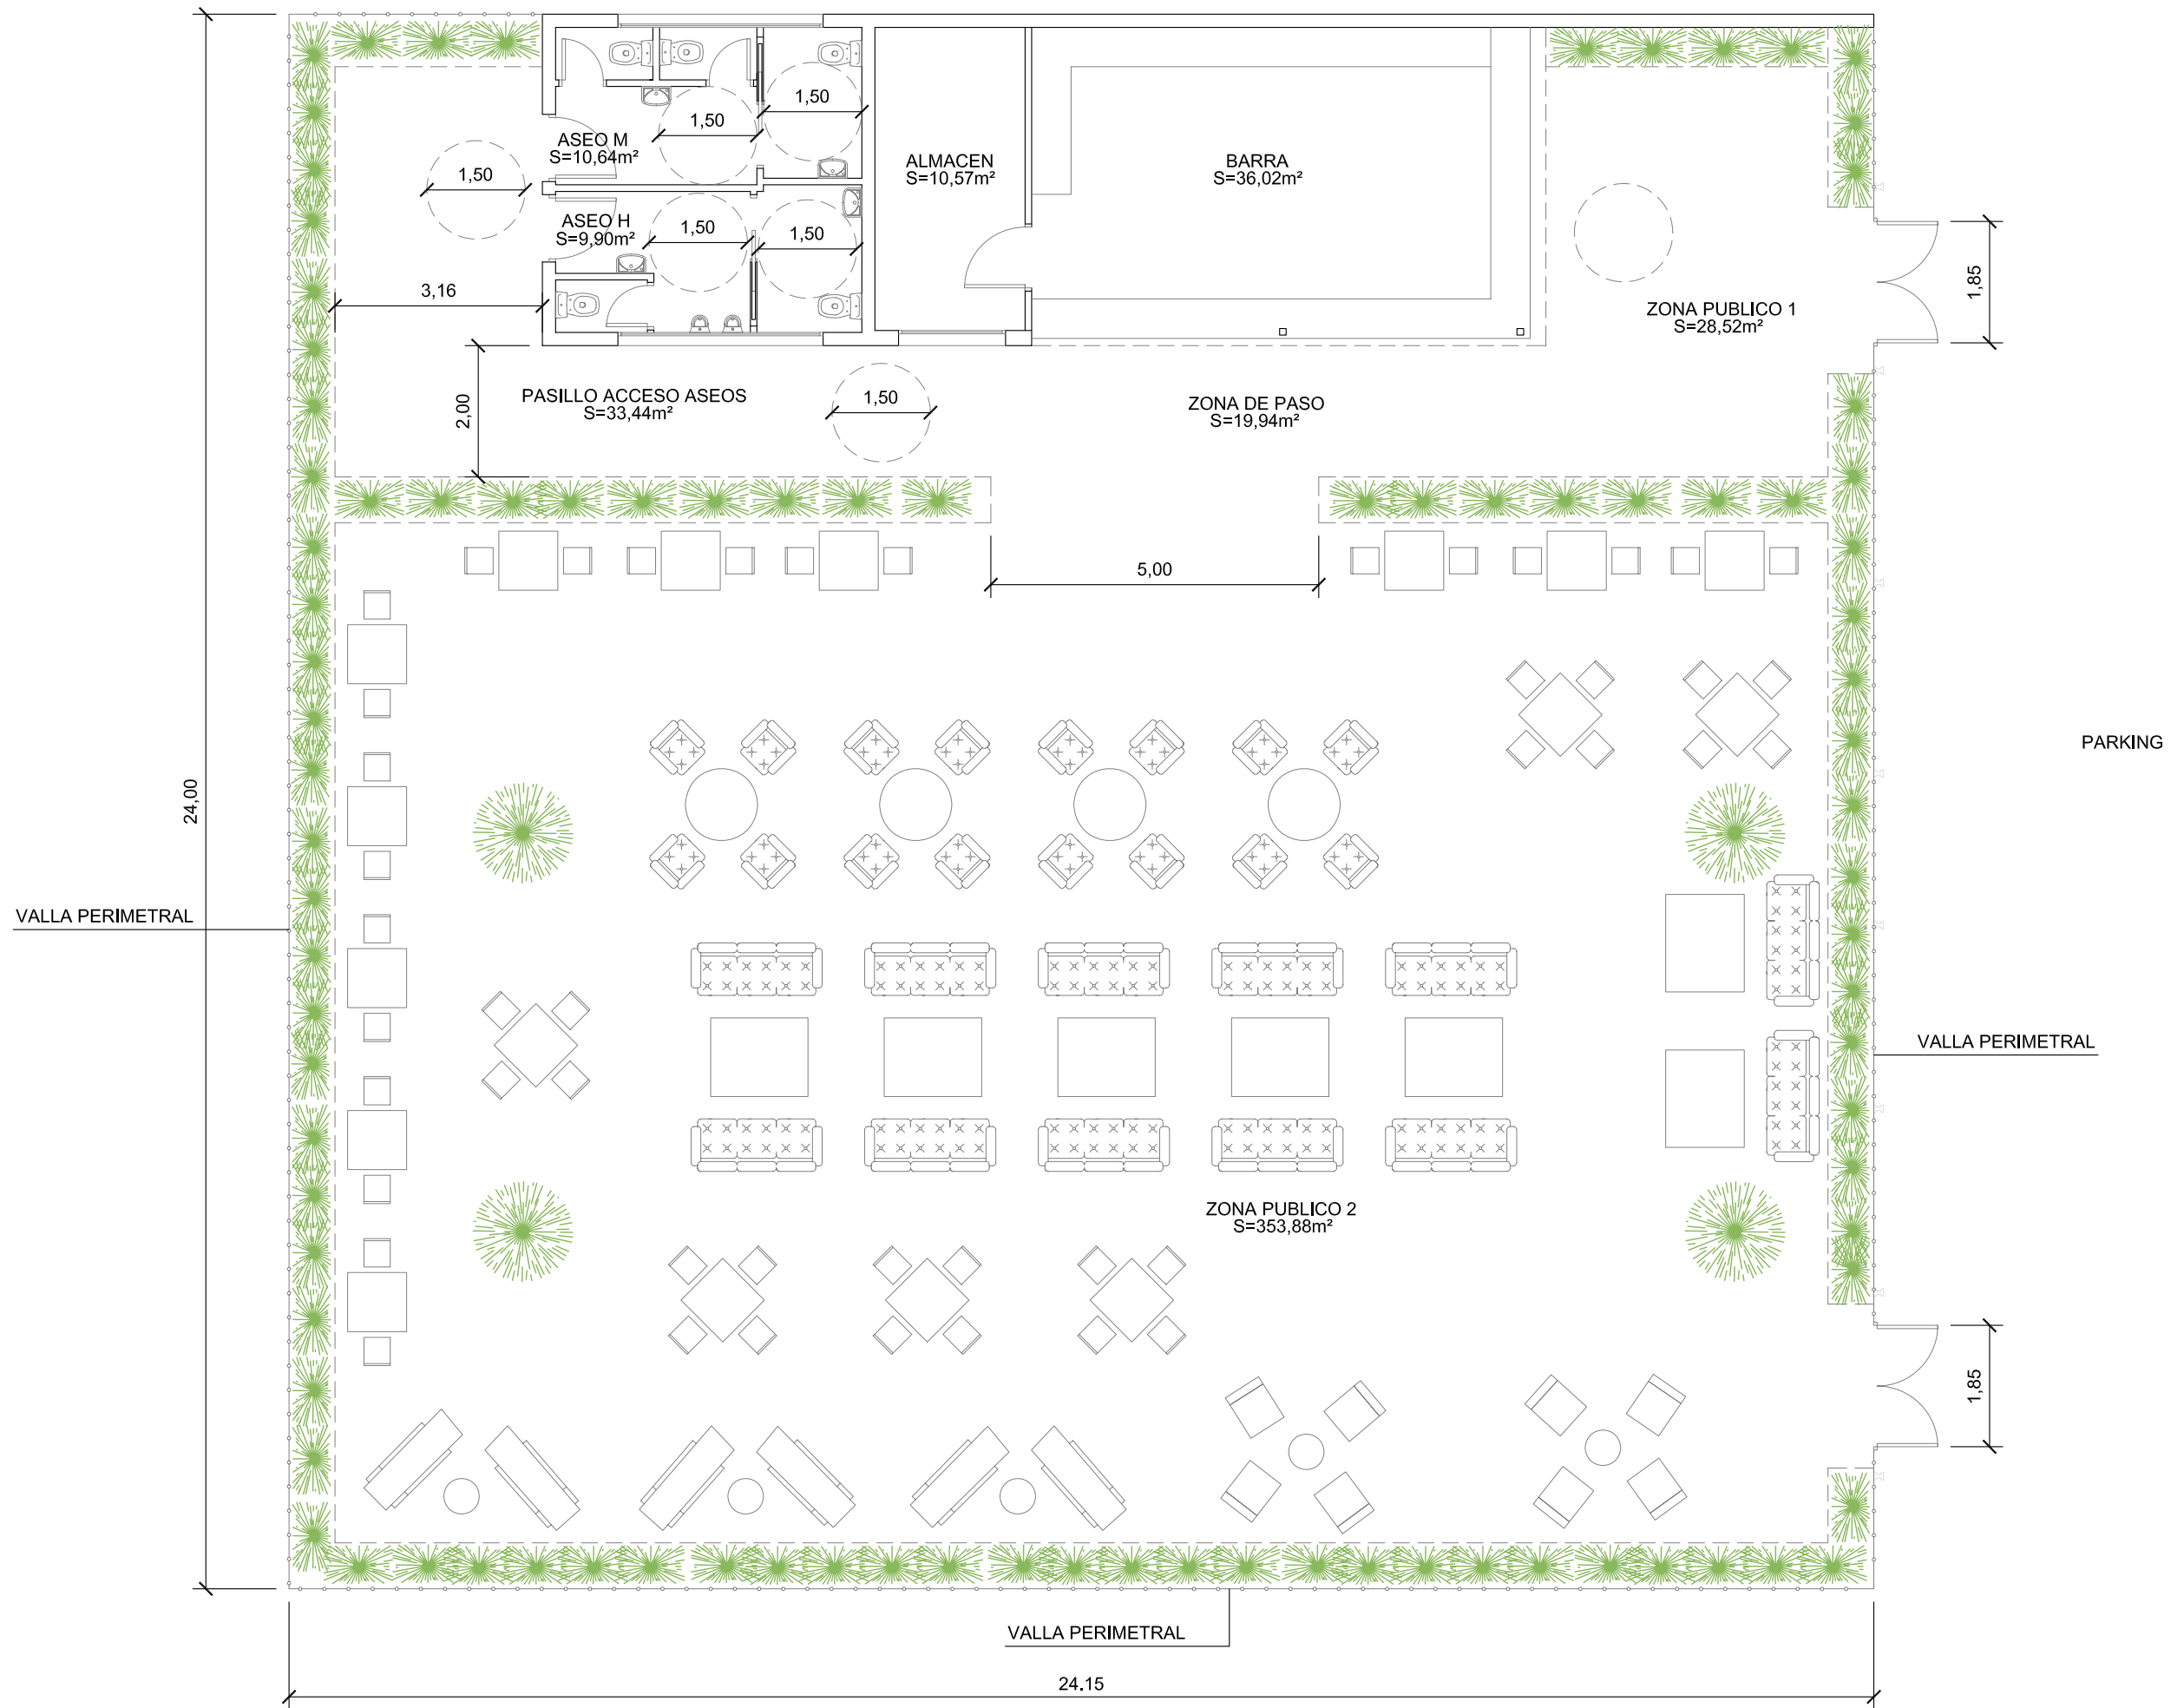 1,50
1,50
ASEO M
S=10,64m²
1,50
ALMACEN
S=10,57m²
BARRA
S=36,02m²
ASEO H
S=9,90m²
1,50
1,50
3,16
1,85
ZONA PUBLICO 1
S=28,52m²
PASILLO ACCESO ASEOS
S=33,44m²
2,00
1,50
ZONA DE PASO
S=19,94m²
5,00
PARKING
24,00
VALLA PERIMETRAL
VALLA PERIMETRAL
ZONA PUBLICO 2
S=353,88m²
1,85
VALLA PERIMETRAL
24.15